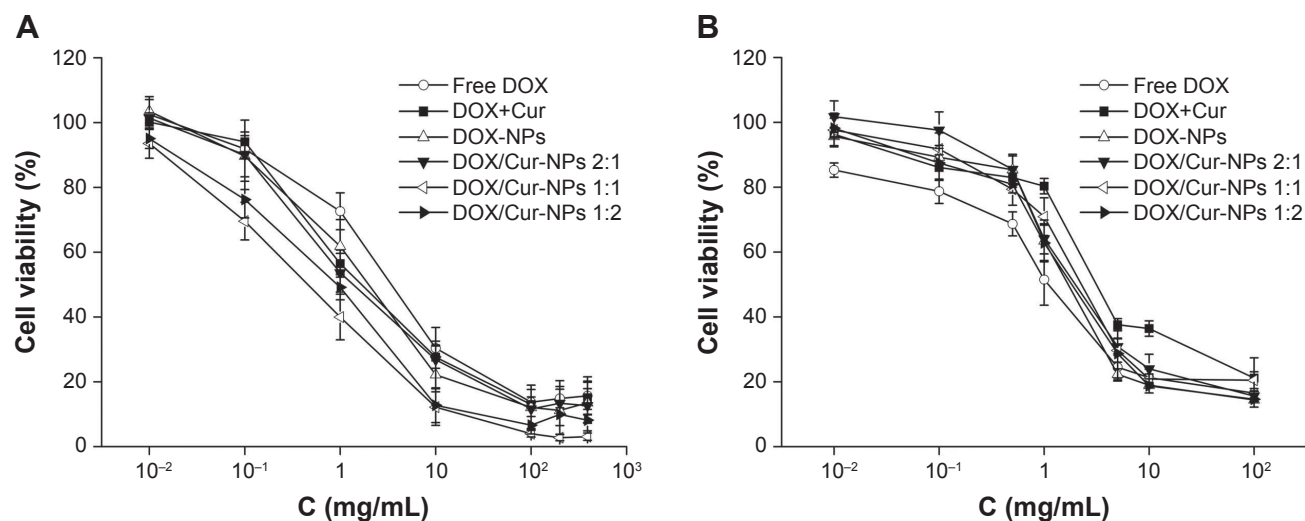 A
Cell viability (%)
120
100
80
60
40
20
0
Free DOX
DOX+Cur
DOX-NPs
DOX/Cur-NPs 2:1
DOX/Cur-NPs 1:1
DOX/Cur-NPs 1:2
10⁻² 10⁻¹ 1 10 10² 10³
C (mg/mL)
B
Cell viability (%)
120
100
80
60
40
20
0
Free DOX
DOX+Cur
DOX-NPs
DOX/Cur-NPs 2:1
DOX/Cur-NPs 1:1
DOX/Cur-NPs 1:2
10⁻² 10⁻¹ 1 10 10²
C (mg/mL)